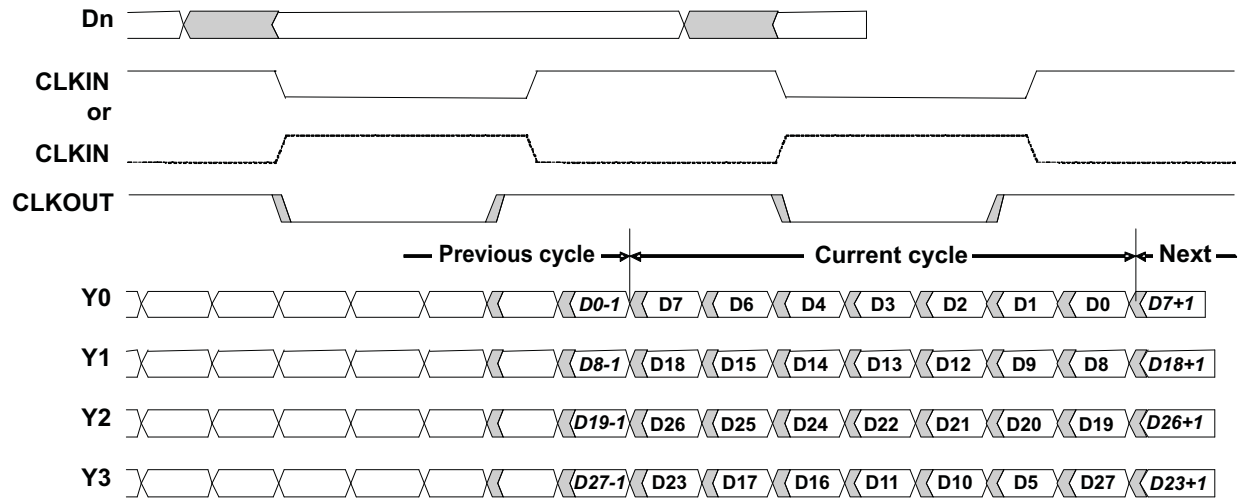 Dn
CLKIN
or
CLKIN
CLKOUT
Previous cycle Current cycle Next
Y0 D0-1 D7 D6 D4 D3 D2 D1 D0 D7+1
Y1 D8-1 D18 D15 D14 D13 D12 D9 D8 D18+1
Y2 D19-1 D26 D25 D24 D22 D21 D20 D19 D26+1
Y3 D27-1 D23 D17 D16 D11 D10 D5 D27 D23+1